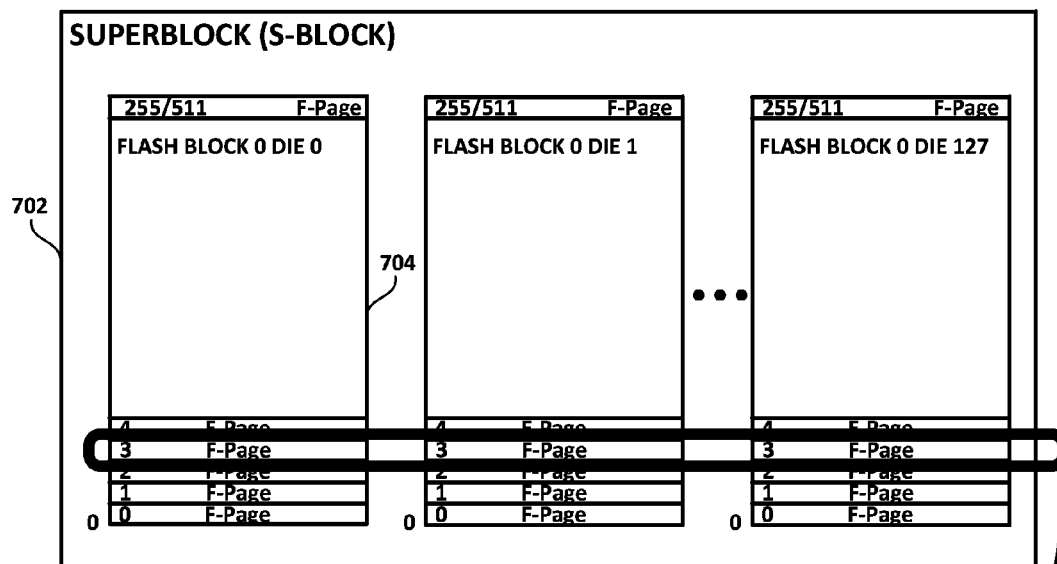 SUPERBLOCK (S-BLOCK)
255/511 F-Page 255/511 F-Page 255/511 F-Page
FLASH BLOCK 0 DIE 0 FLASH BLOCK 0 DIE 1 FLASH BLOCK 0 DIE 127
702
704
4 F-Page 4 F-Page 4 F-Page
3 F-Page 3 F-Page 3 F-Page
2 F-Page 2 F-Page 2 F-Page
1 F-Page 1 F-Page 1 F-Page
0 0 F-Page 0 0 F-Page 0 0 F-Page